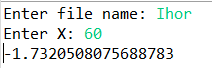 Enter file name: Ihor
Enter X: 60
-1.7320508075688783